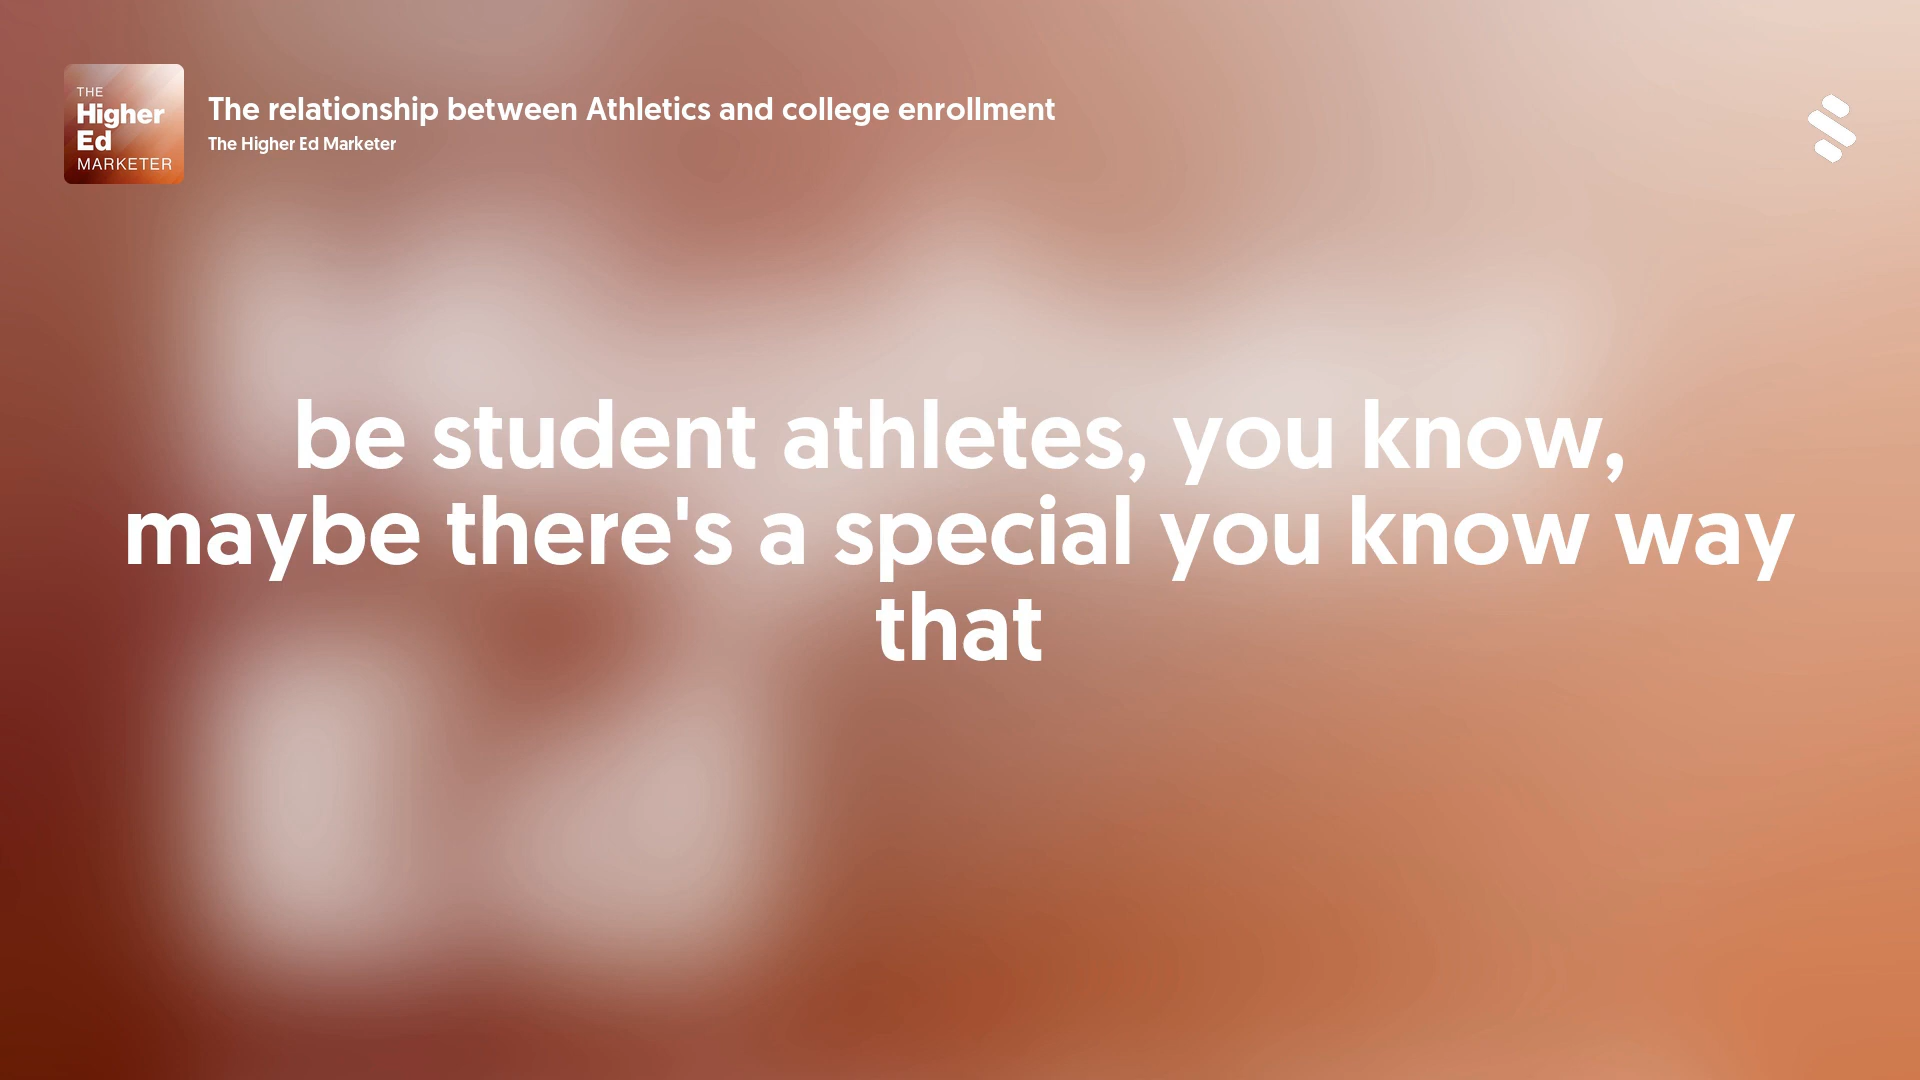 THE
Higher
Ed
MARKETER
The relationship between Athletics and college enrollment
The Higher Ed Marketer
be student athletes, you know,
maybe there's a special you know way
that